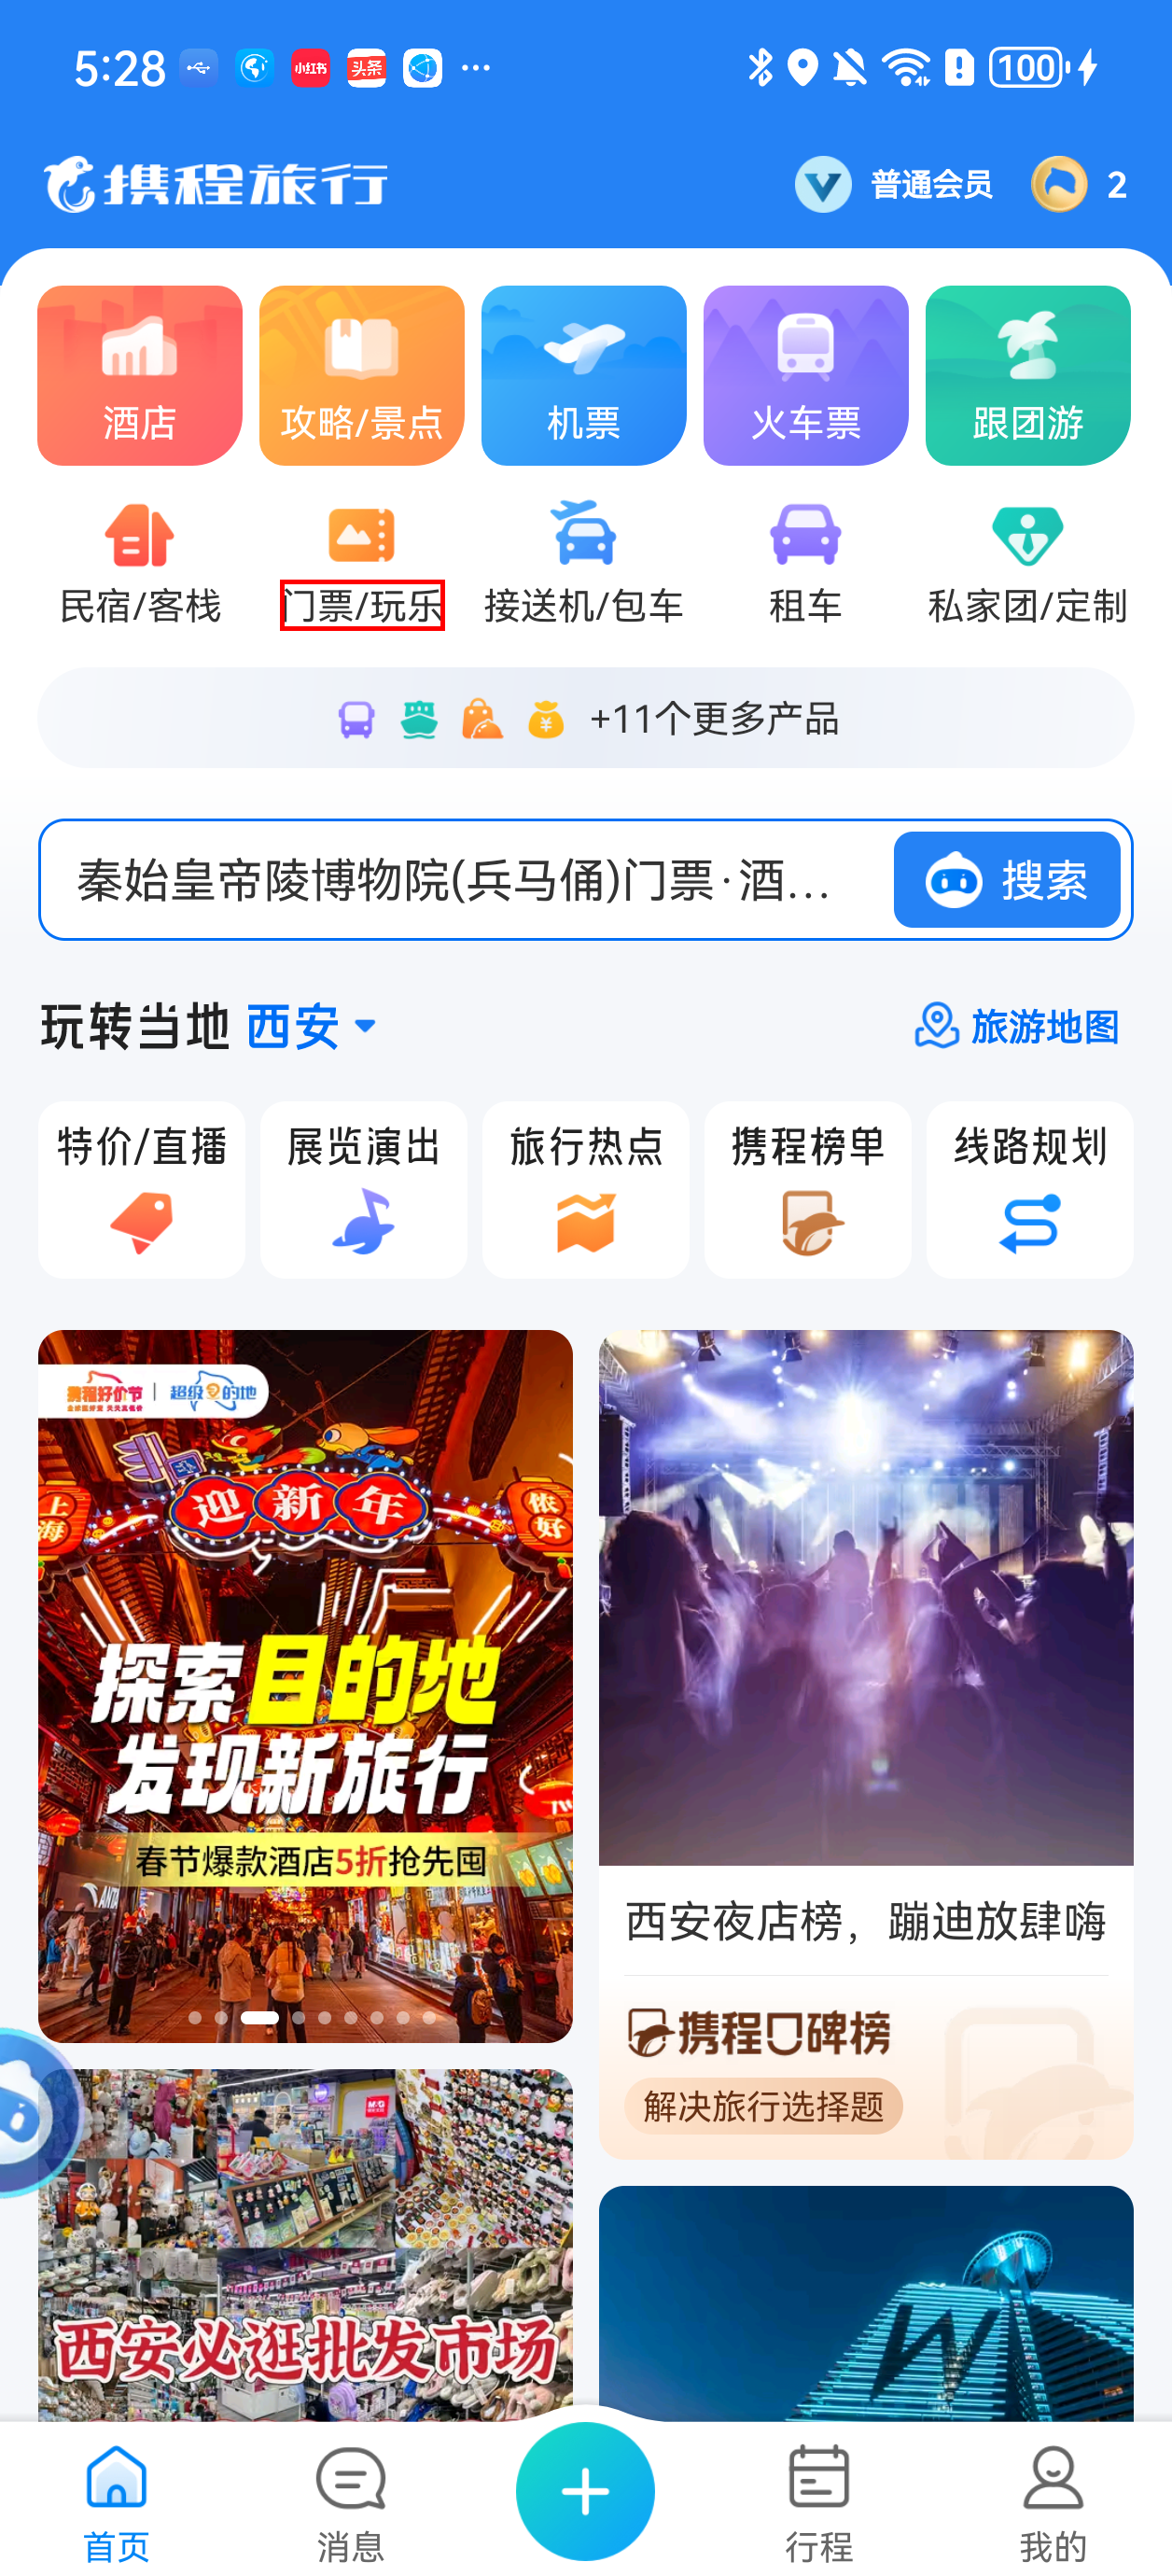 5:28 小红书 头条 ... 100
携程旅行 普通会员 2
酒店 攻略/景点 机票 火车票 跟团游
民宿/客栈 门票/玩乐 接送机/包车 租车 私家团/定制
+11个更多产品
秦始皇帝陵博物院(兵马俑)门票·酒... 搜索
玩转当地 西安 旅游地图
特价/直播 展览演出 旅行热点 携程榜单 线路规划
携程好价节 | 超级目的地
上海 迎新年 侬好
探索目的地
发现新旅行
春节爆款酒店5折抢先囤
西安夜店榜，蹦迪放肆嗨
携程口碑榜
解决旅行选择题
M&G
西安必逛批发市场
首页 消息 行程 我的